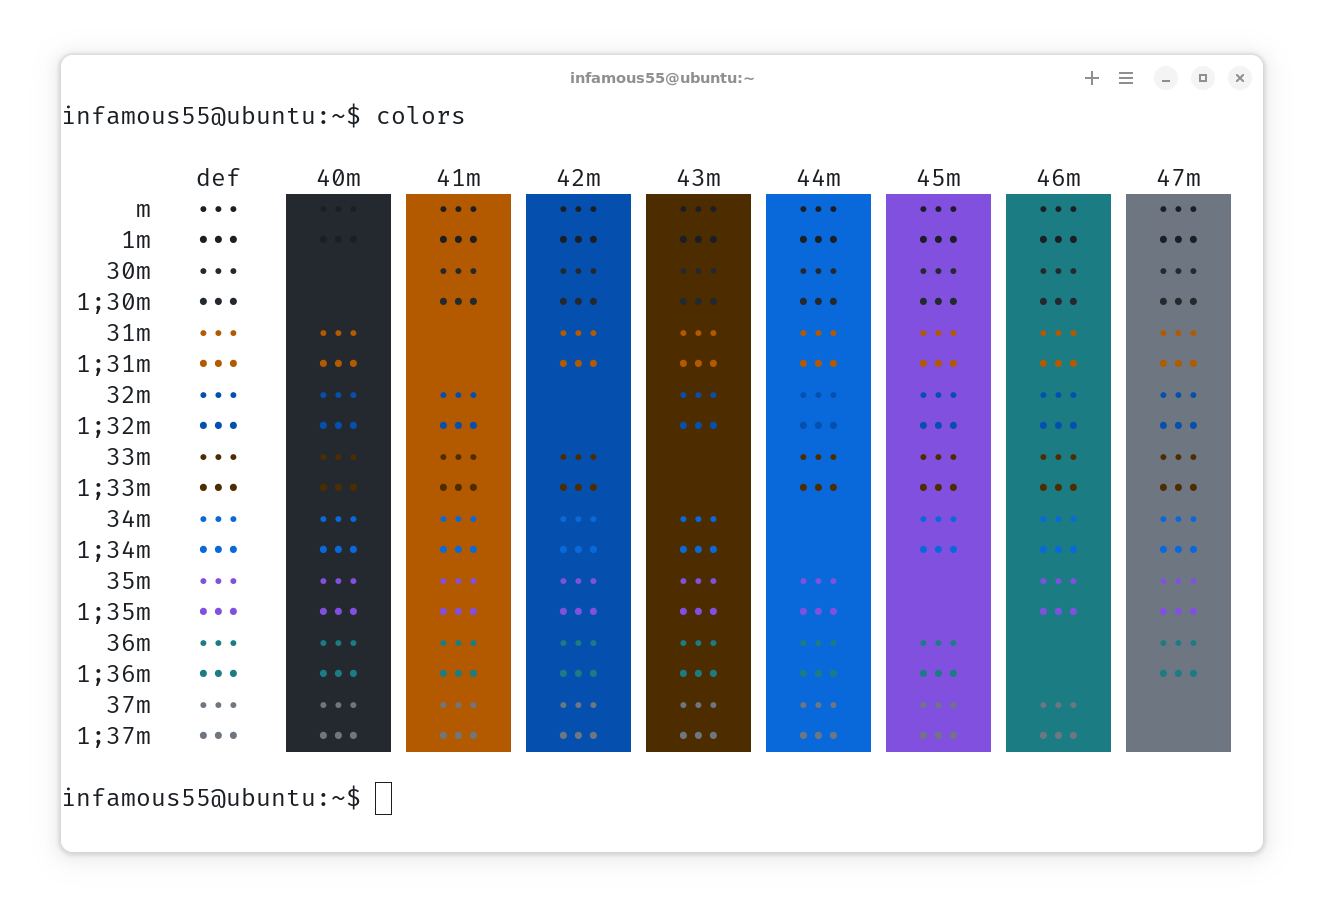 infamous55@ubuntu:~
infamous55@ubuntu:~$ colors
def 40m 41m 42m 43m 44m 45m 46m 47m
m ••• ••• ••• ••• ••• ••• ••• ••• •••
1m ••• ••• ••• ••• ••• ••• ••• ••• •••
30m ••• ••• ••• ••• ••• ••• ••• •••
1;30m ••• ••• ••• ••• ••• ••• ••• •••
31m ••• ••• ••• ••• ••• ••• ••• •••
1;31m ••• ••• ••• ••• ••• ••• ••• •••
32m ••• ••• ••• ••• ••• ••• ••• •••
1;32m ••• ••• ••• ••• ••• ••• ••• •••
33m ••• ••• ••• ••• ••• ••• ••• •••
1;33m ••• ••• ••• ••• ••• ••• ••• •••
34m ••• ••• ••• ••• ••• ••• ••• •••
1;34m ••• ••• ••• ••• ••• ••• ••• •••
35m ••• ••• ••• ••• ••• ••• ••• •••
1;35m ••• ••• ••• ••• ••• ••• ••• •••
36m ••• ••• ••• ••• ••• ••• ••• •••
1;36m ••• ••• ••• ••• ••• ••• ••• •••
37m ••• ••• ••• ••• ••• ••• ••• •••
1;37m ••• ••• ••• ••• ••• ••• ••• •••
infamous55@ubuntu:~$